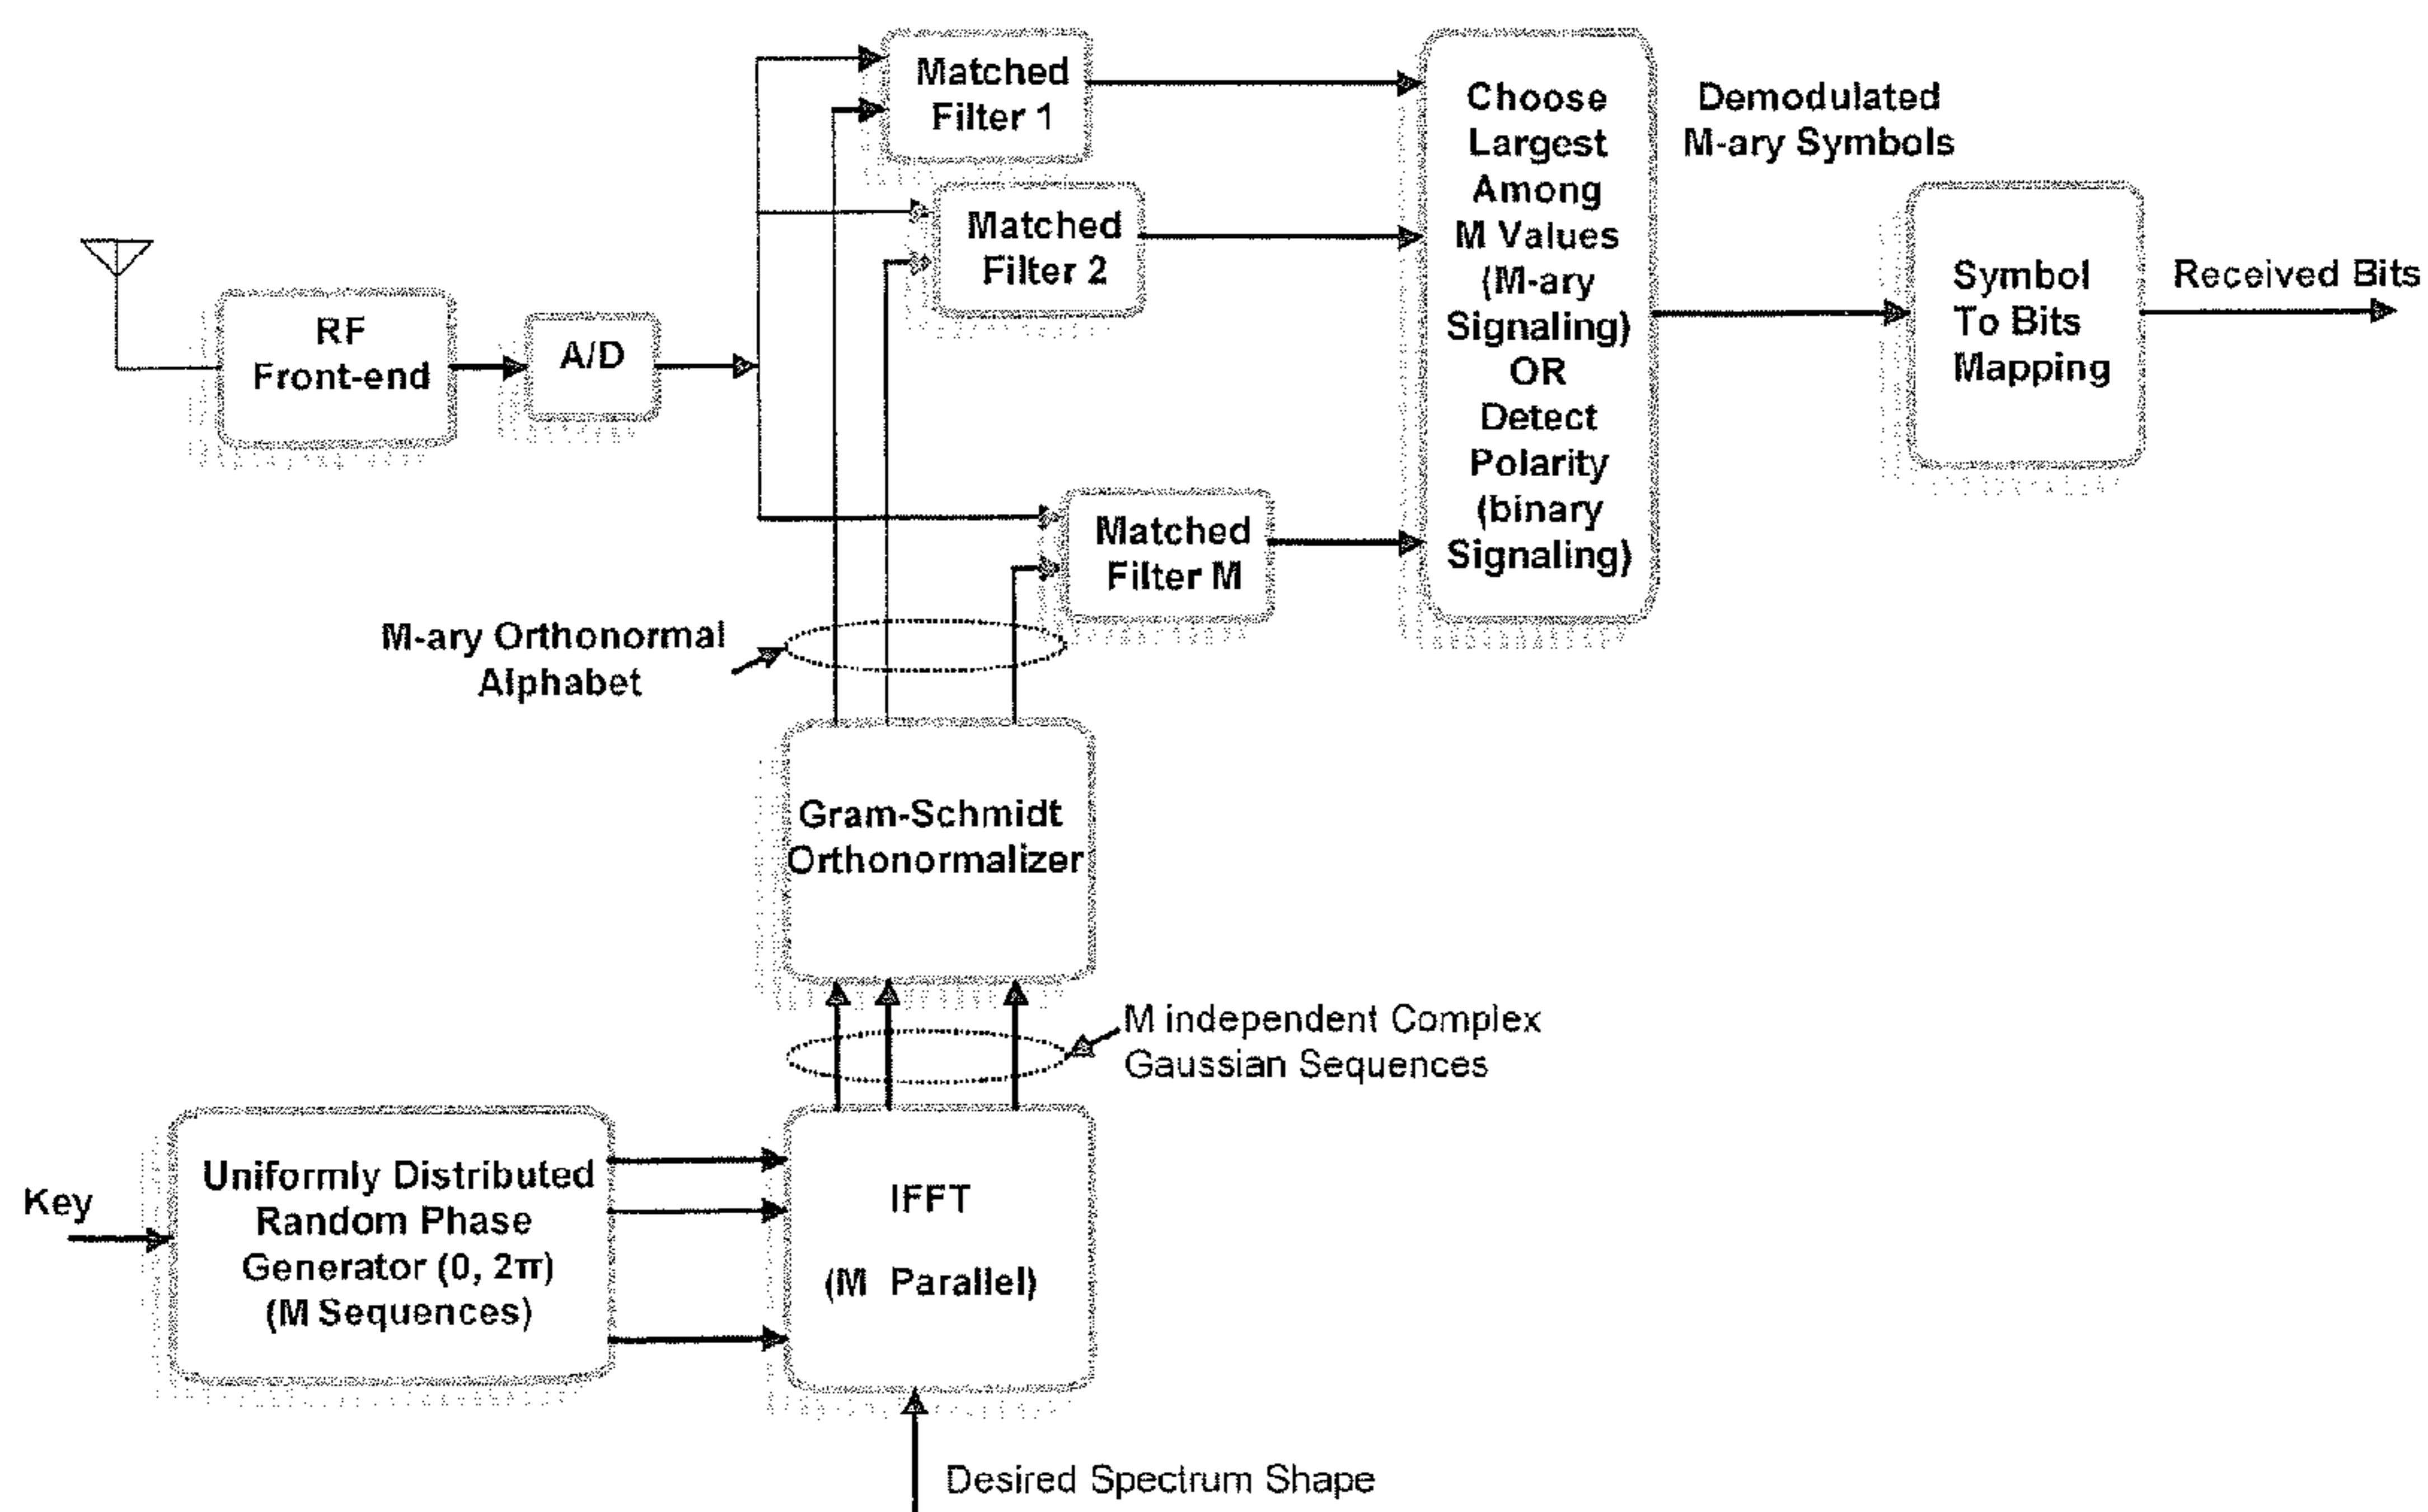 Matched
Filter 1
Matched
Filter 2
Matched
Filter M
Choose
Largest
Among
M Values
(M-ary
Signaling)
OR
Detect
Polarity
(binary
Signaling)
Demodulated
M-ary Symbols
Symbol
To Bits
Mapping
Received Bits
RF
Front-end
A/D
M-ary Orthonormal
Alphabet
Gram-Schmidt
Orthonormalizer
M independent Complex
Gaussian Sequences
Key
Uniformly Distributed
Random Phase
Generator (0, 2π)
(M Sequences)
IFFT
(M Parallel)
Desired Spectrum Shape